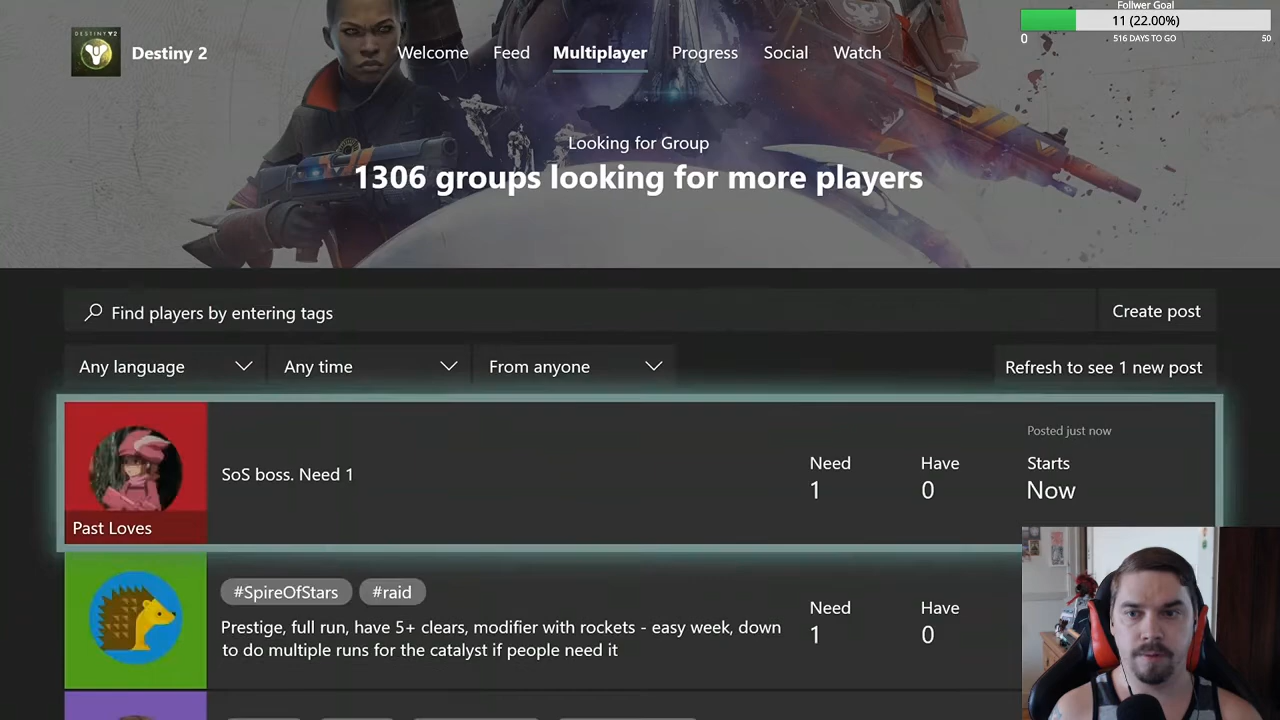 Follwer Goal
11 (22.00%)
0
516 DAYS TO GO
50
DESTINY 2
Destiny 2
Welcome
Feed
Multiplayer
Progress
Social
Watch
Looking for Group
1306 groups looking for more players
Find players by entering tags
Create post
Any language
Any time
From anyone
Refresh to see 1 new post
Past Loves
SoS boss. Need 1
Need
1
Have
0
Posted just now
Starts
Now
#SpireOfStars
#raid
Prestige, full run, have 5+ clears, modifier with rockets - easy week, down
to do multiple runs for the catalyst if people need it
Need
1
Have
0